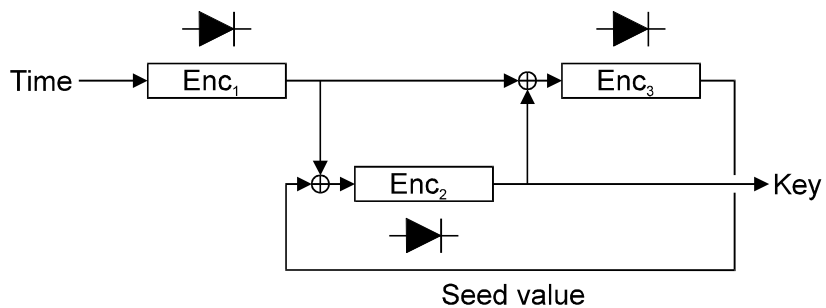 Time
Enc₁
Enc₃
Enc₂
Key
Seed value